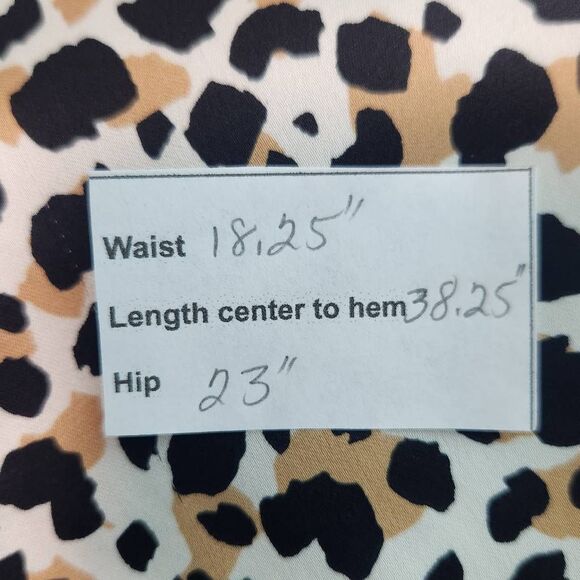 Waist 18.25"
Length center to hem 38.25"
Hip 23"